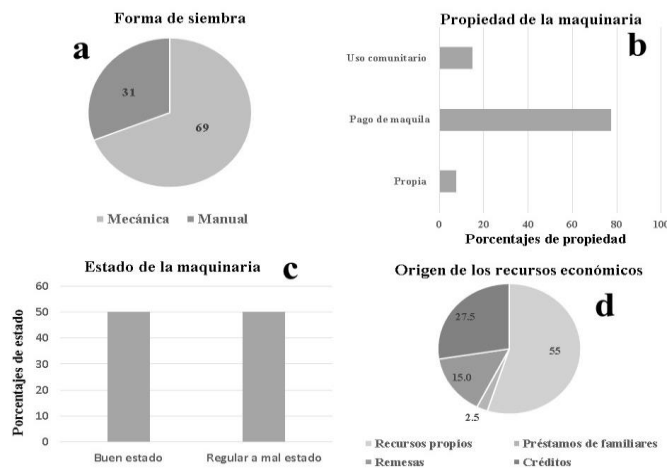 Forma de siembra
a
31
69
Mecánica Manual
Propiedad de la maquinaria
b
Uso comunitario
Pago de maquila
Propia
0 20 40 60 80 100
Porcentajes de propiedad
Estado de la maquinaria
c
Porcentajes de estado
60
50
40
30
20
10
0
Buen estado Regular a mal estado
Origen de los recursos económicos
d
27.5
55
15.0
2.5
Recursos propios Préstamos de familiares
Remesas Créditos